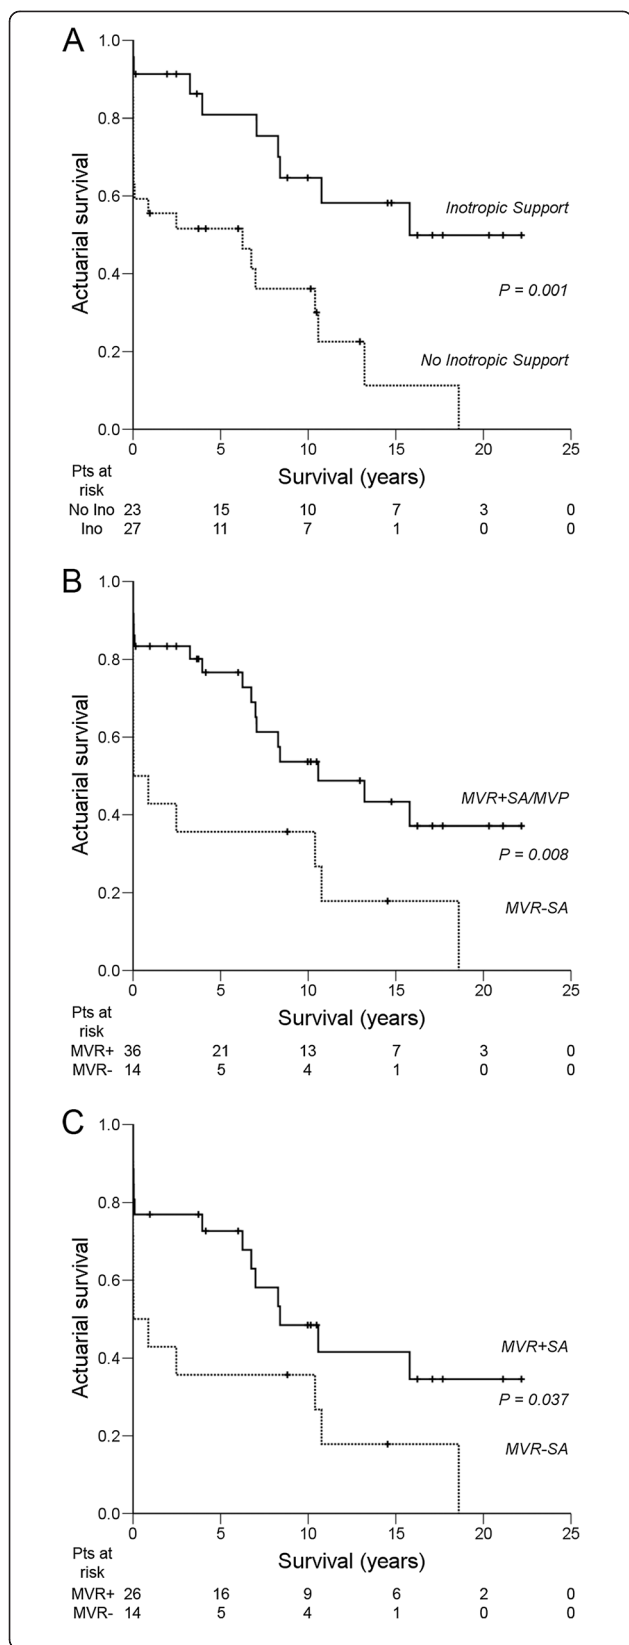 A
1.0
0.8
0.6
0.4
0.2
0.0
Actuarial survival
Inotropic Support
P = 0.001
No Inotropic Support
0 5 10 15 20 25
Survival (years)
Pts at
risk
No Ino 23 15 10 7 3 0
Ino 27 11 7 1 0 0
B
1.0
0.8
0.6
0.4
0.2
0.0
Actuarial survival
MVR+SA/MVP
P = 0.008
MVR-SA
0 5 10 15 20 25
Survival (years)
Pts at
risk
MVR+ 36 21 13 7 3 0
MVR- 14 5 4 1 0 0
C
1.0
0.8
0.6
0.4
0.2
0.0
Actuarial survival
MVR+SA
P = 0.037
MVR-SA
0 5 10 15 20 25
Survival (years)
Pts at
risk
MVR+ 26 16 9 6 2 0
MVR- 14 5 4 1 0 0